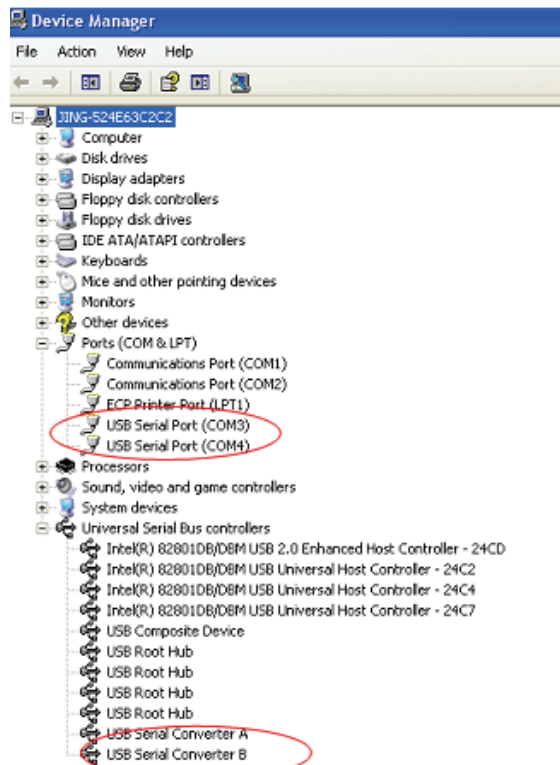 Device Manager
File Action View Help
JING-524E63C2C2
Computer
Disk drives
Display adapters
Floppy disk controllers
Floppy disk drives
IDE ATA/ATAPI controllers
Keyboards
Mice and other pointing devices
Monitors
Other devices
Ports (COM & LPT)
Communications Port (COM1)
Communications Port (COM2)
ECP Printer Port (LPT1)
USB Serial Port (COM3)
USB Serial Port (COM4)
Processors
Sound, video and game controllers
System devices
Universal Serial Bus controllers
Intel(R) 82801DB/DBM USB 2.0 Enhanced Host Controller - 24CD
Intel(R) 82801DB/DBM USB Universal Host Controller - 24C2
Intel(R) 82801DB/DBM USB Universal Host Controller - 24C4
Intel(R) 82801DB/DBM USB Universal Host Controller - 24C7
USB Composite Device
USB Root Hub
USB Root Hub
USB Root Hub
USB Root Hub
USB Serial Converter A
USB Serial Converter B